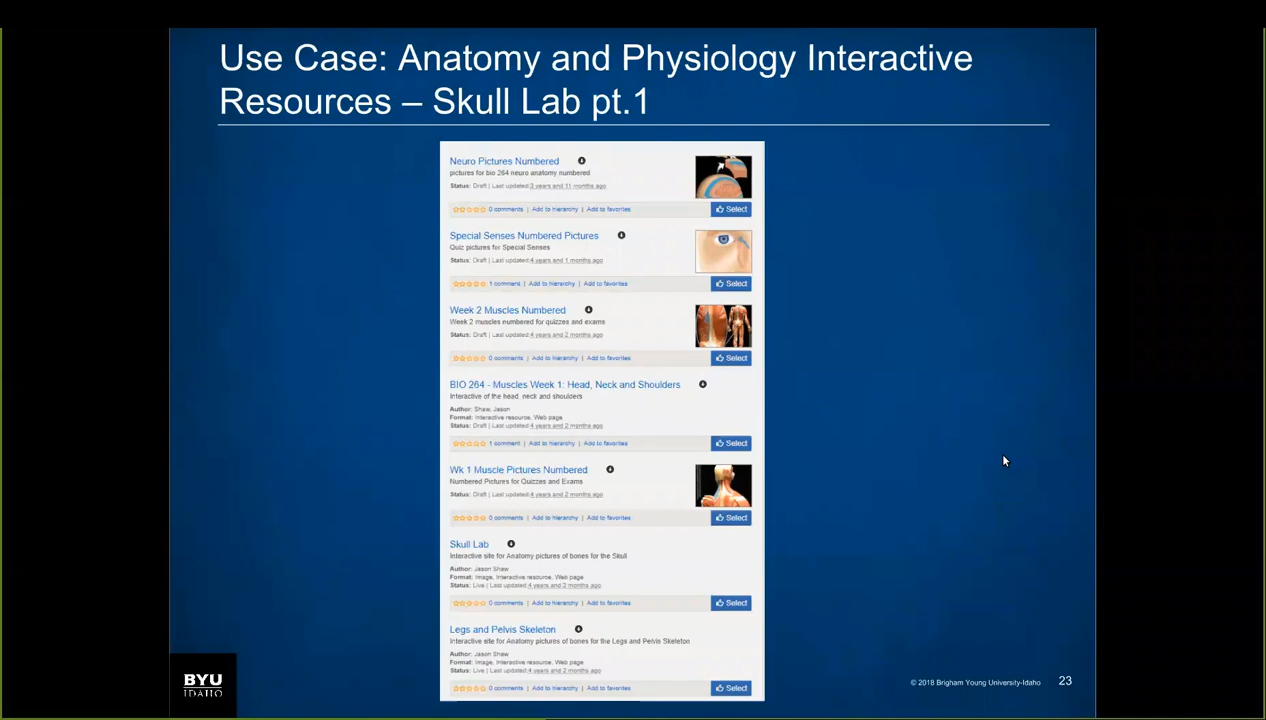 Use Case: Anatomy and Physiology Interactive
Resources – Skull Lab pt.1
Neuro Pictures Numbered
pictures for bio 264 neuro anatomy numbered
Status: Draft | Last updated: 3 years and 11 months ago
0 comments | Add to hierarchy | Add to favorites
Select
Special Senses Numbered Pictures
Quiz pictures for Special Senses
Status: Draft | Last updated: 4 years and 1 months ago
1 comment | Add to hierarchy | Add to favorites
Select
Week 2 Muscles Numbered
Week 2 muscles numbered for quizzes and exams
Status: Draft | Last updated: 4 years and 2 months ago
0 comments | Add to hierarchy | Add to favorites
Select
BIO 264 - Muscles Week 1: Head, Neck and Shoulders
Interactive of the head, neck and shoulders
Author: Shaw, Jason
Format: Interactive resource, Web page
Status: Draft | Last updated: 4 years and 2 months ago
1 comment | Add to hierarchy | Add to favorites
Select
Wk 1 Muscle Pictures Numbered
Numbered Pictures for Quizzes and Exams
Status: Draft | Last updated: 4 years and 2 months ago
0 comments | Add to hierarchy | Add to favorites
Select
Skull Lab
Interactive site for Anatomy pictures of bones for the Skull
Author: Jason Shaw
Format: Image, Interactive resource, Web page
Status: Live | Last updated: 4 years and 2 months ago
0 comments | Add to hierarchy | Add to favorites
Select
Legs and Pelvis Skeleton
Interactive site for Anatomy pictures of bones for the Legs and Pelvis Skeleton
Author: Jason Shaw
Format: Image, Interactive resource, Web page
Status: Live | Last updated: 4 years and 2 months ago
0 comments | Add to hierarchy | Add to favorites
Select
BYU
IDAHO
© 2018 Brigham Young University-Idaho
23